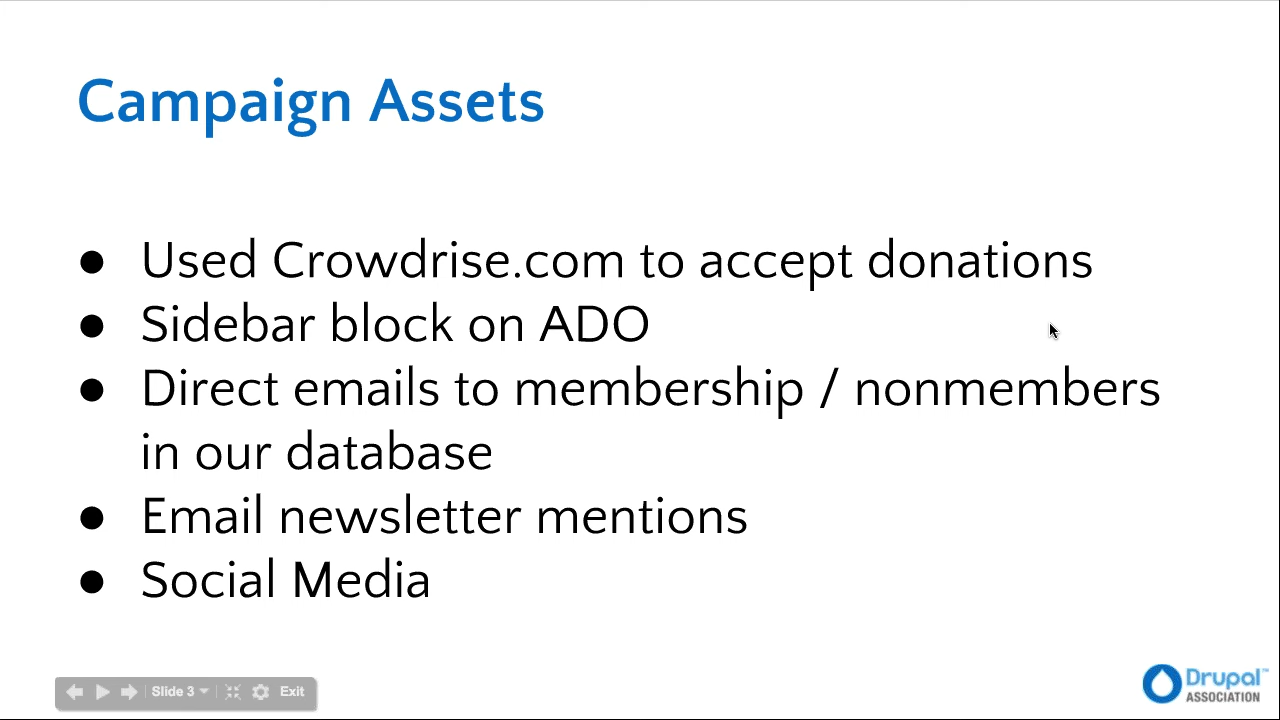 Campaign Assets
● Used Crowdrise.com to accept donations
● Sidebar block on ADO
● Direct emails to membership / nonmembers
in our database
● Email newsletter mentions
● Social Media
Slide 3
Exit
Drupal™
ASSOCIATION